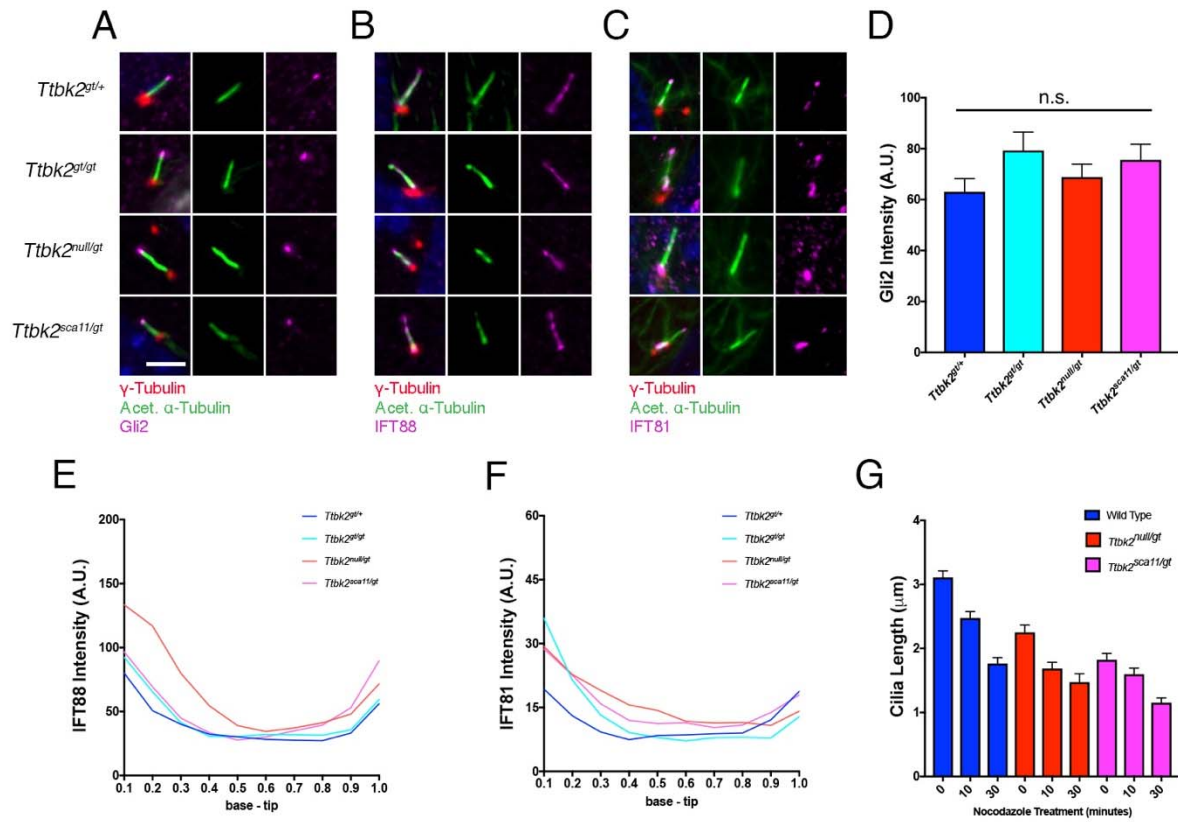 A
B
C
D
Ttbk2gt/+
Ttbk2gt/gt
Ttbk2null/gt
Ttbk2sca11/gt
γ-Tubulin
Acet. α-Tubulin
Gli2
γ-Tubulin
Acet. α-Tubulin
IFT88
γ-Tubulin
Acet. α-Tubulin
IFT81
n.s.
Gli2 Intensity (A.U.)
100
80
60
40
20
0
Ttbk2gt/+
Ttbk2gt/gt
Ttbk2null/gt
Ttbk2sca11/gt
E
IFT88 Intensity (A.U.)
200
150
100
50
0
0.1 0.2 0.3 0.4 0.5 0.6 0.7 0.8 0.9 1.0
base - tip
Ttbk2gt/+
Ttbk2gt/gt
Ttbk2null/gt
Ttbk2sca11/gt
F
IFT81 Intensity (A.U.)
60
45
30
15
0
0.1 0.2 0.3 0.4 0.5 0.6 0.7 0.8 0.9 1.0
base - tip
Ttbk2gt/+
Ttbk2gt/gt
Ttbk2null/gt
Ttbk2sca11/gt
G
Cilia Length (μm)
4
3
2
1
0
0 10 30 0 10 30 0 10 30
Nocodazole Treatment (minutes)
Wild Type
Ttbk2null/gt
Ttbk2sca11/gt